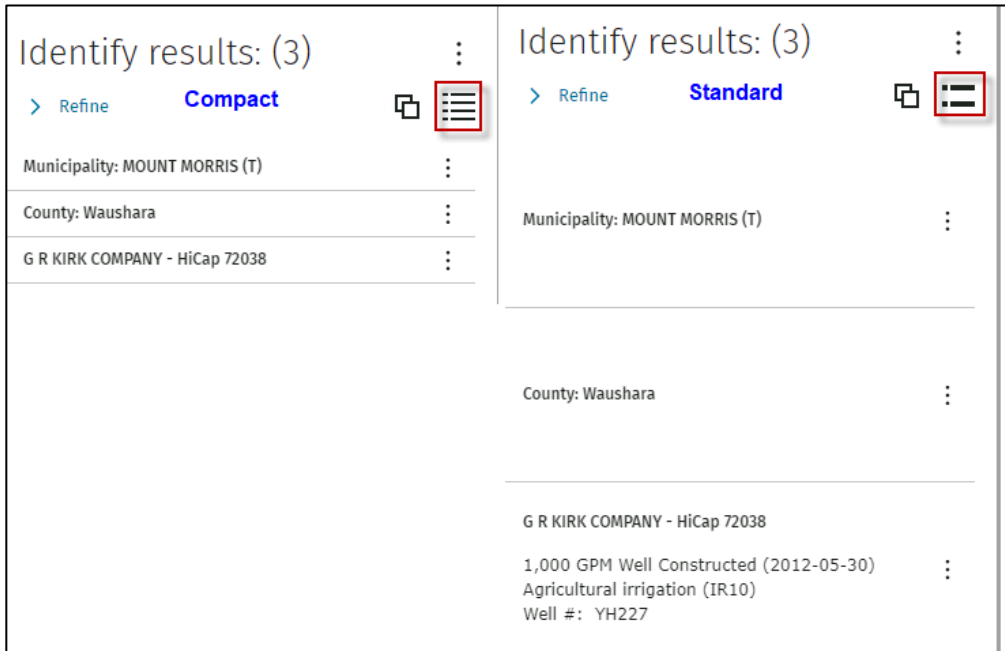 Identify results: (3)
Refine
Compact
Municipality: MOUNT MORRIS (T)
County: Waushara
G R KIRK COMPANY - HiCap 72038
Identify results: (3)
Refine
Standard
Municipality: MOUNT MORRIS (T)
County: Waushara
G R KIRK COMPANY - HiCap 72038
1,000 GPM Well Constructed (2012-05-30)
Agricultural irrigation (IR10)
Well #: YH227